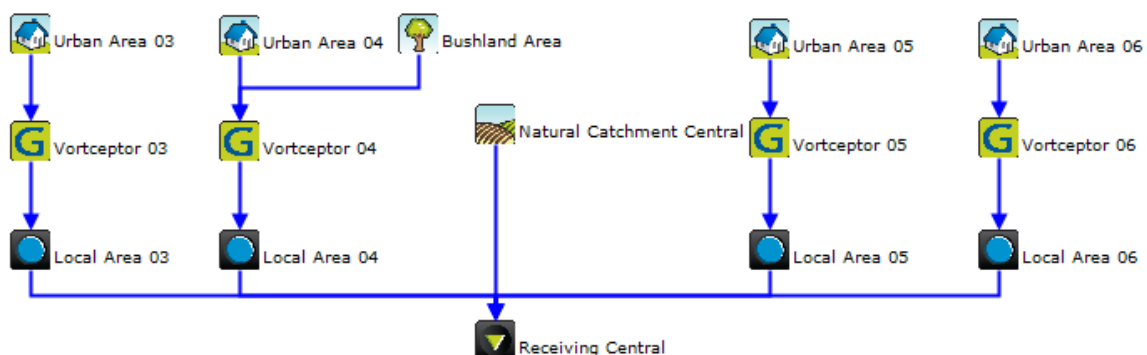 Urban Area 03
Urban Area 04
Bushland Area
Urban Area 05
Urban Area 06
Natural Catchment Central
G Vortceptor 03
G Vortceptor 04
G Vortceptor 05
G Vortceptor 06
Local Area 03
Local Area 04
Local Area 05
Local Area 06
Receiving Central